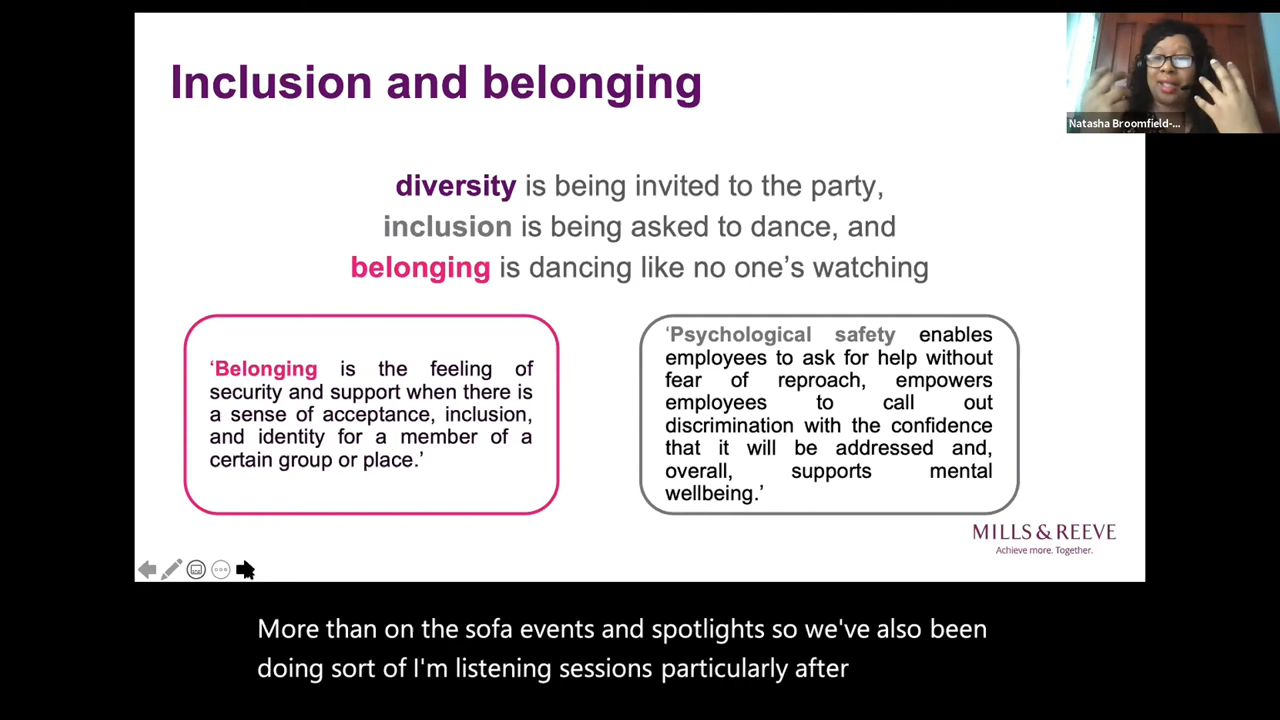 Inclusion and belonging
Natasha Broomfield-...
diversity is being invited to the party,
inclusion is being asked to dance, and
belonging is dancing like no one’s watching
‘Belonging is the feeling of
security and support when there is
a sense of acceptance, inclusion,
and identity for a member of a
certain group or place.’
‘Psychological safety enables
employees to ask for help without
fear of reproach, empowers
employees to call out
discrimination with the confidence
that it will be addressed and,
overall, supports mental
wellbeing.’
MILLS & REEVE
Achieve more. Together.
More than on the sofa events and spotlights so we've also been
doing sort of I'm listening sessions particularly after